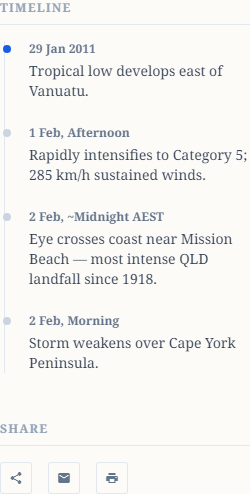 TIMELINE
29 Jan 2011
Tropical low develops east of
Vanuatu.
1 Feb, Afternoon
Rapidly intensifies to Category 5;
285 km/h sustained winds.
2 Feb, ~Midnight AEST
Eye crosses coast near Mission
Beach — most intense QLD
landfall since 1918.
2 Feb, Morning
Storm weakens over Cape York
Peninsula.
SHARE